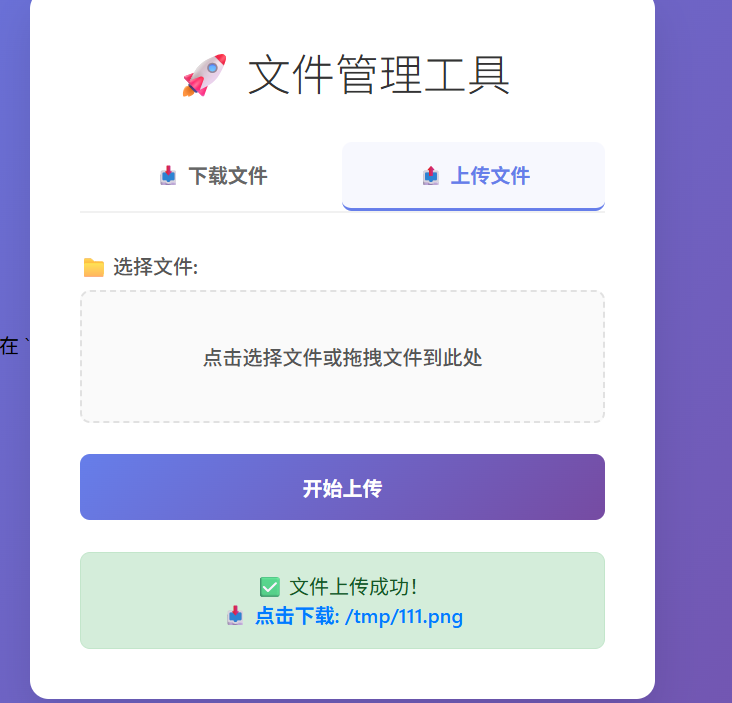 文件管理工具
下载文件
上传文件
选择文件:
在 `
点击选择文件或拖拽文件到此处
开始上传
文件上传成功！
点击下载: /tmp/111.png